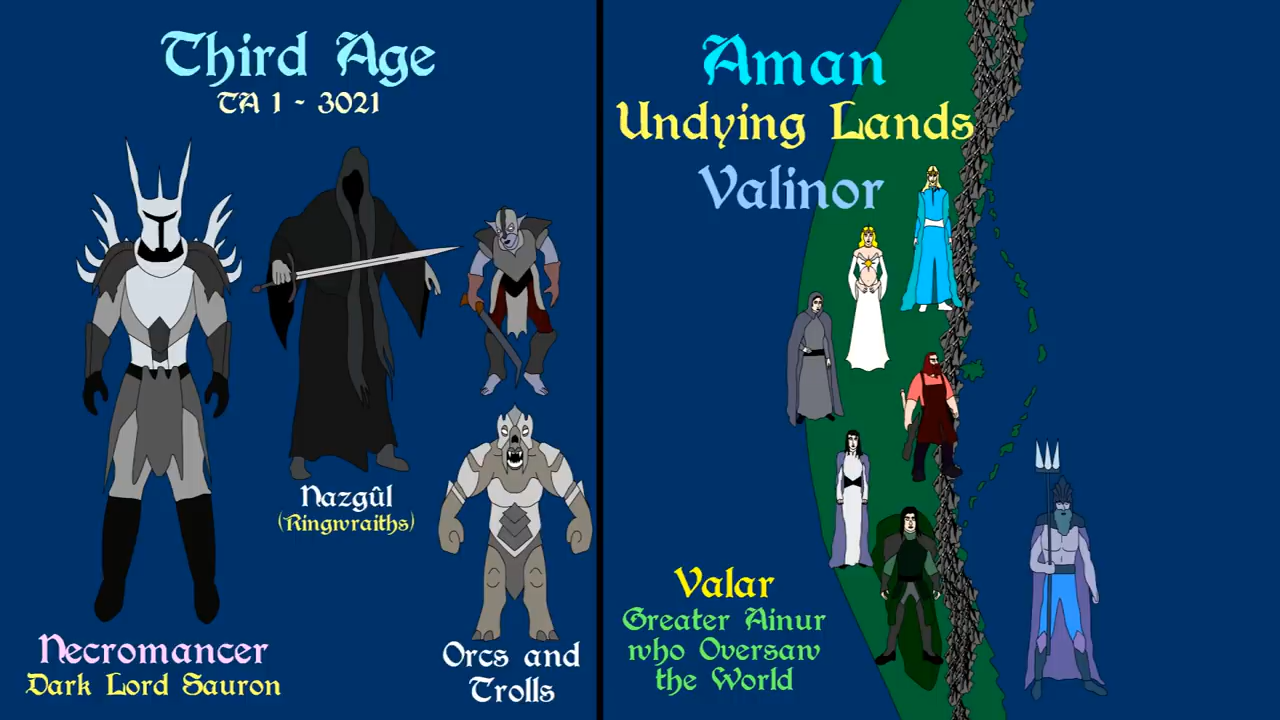 Third Age
TA 1 - 3021
Nazgûl
(Ringwraiths)
Necromancer
Dark Lord Sauron
Orcs and
Trolls
Aman
Undying Lands
Valinor
Valar
Greater Ainur
who Oversaw
the World